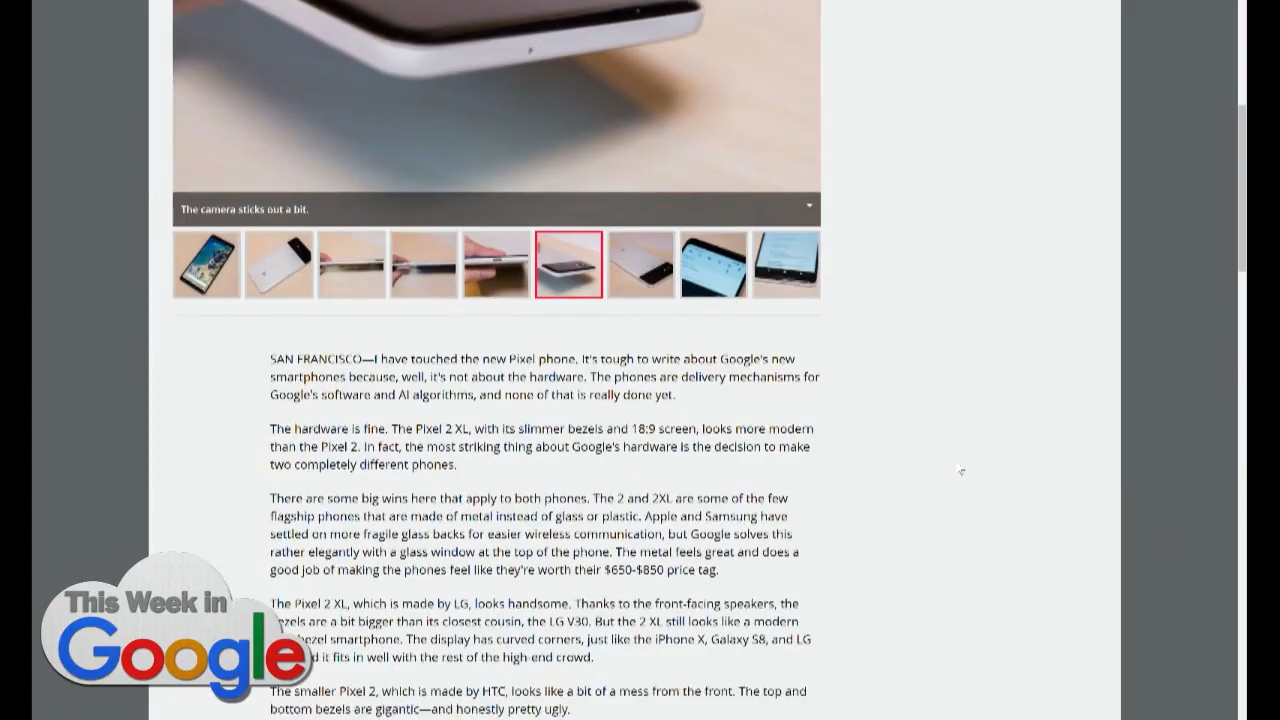 The camera sticks out a bit.
SAN FRANCISCO—I have touched the new Pixel phone. It's tough to write about Google's new
smartphones because, well, it's not about the hardware. The phones are delivery mechanisms for
Google's software and AI algorithms, and none of that is really done yet.
The hardware is fine. The Pixel 2 XL, with its slimmer bezels and 18:9 screen, looks more modern
than the Pixel 2. In fact, the most striking thing about Google's hardware is the decision to make
two completely different phones.
There are some big wins here that apply to both phones. The 2 and 2XL are some of the few
flagship phones that are made of metal instead of glass or plastic. Apple and Samsung have
settled on more fragile glass backs for easier wireless communication, but Google solves this
rather elegantly with a glass window at the top of the phone. The metal feels great and does a
good job of making the phones feel like they're worth their $650-$850 price tag.
The Pixel 2 XL, which is made by LG, looks handsome. Thanks to the front-facing speakers, the
are a bit bigger than its closest cousin, the LG V30. But the 2 XL still looks like a modern
bezel smartphone. The display has curved corners, just like the iPhone X, Galaxy S8, and LG
it fits in well with the rest of the high-end crowd.
The smaller Pixel 2, which is made by HTC, looks like a bit of a mess from the front. The top and
bottom bezels are gigantic—and honestly pretty ugly.
This Week in
Google